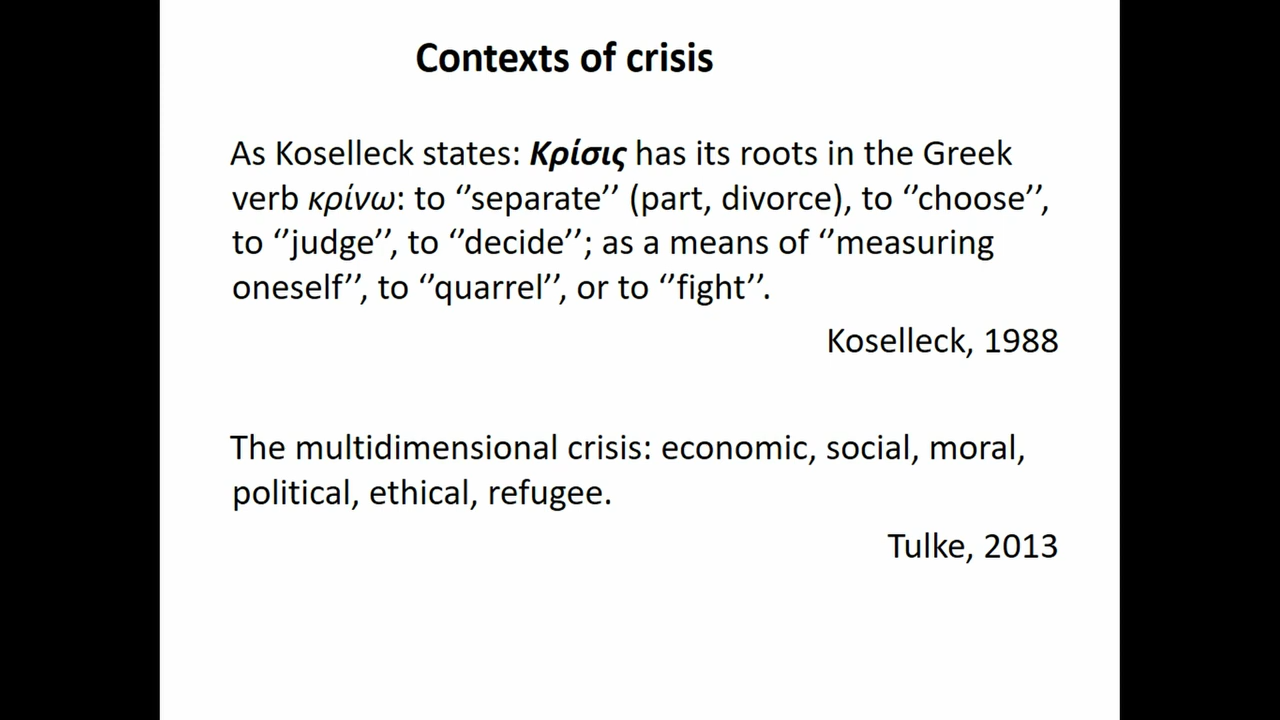 Contexts of crisis
As Koselleck states: Κρίσις has its roots in the Greek
verb κρίνω: to ‘’separate’’ (part, divorce), to ‘’choose’’,
to ‘’judge’’, to ‘’decide’’; as a means of ‘’measuring
oneself’’, to ‘’quarrel’’, or to ‘’fight’’.
Koselleck, 1988
The multidimensional crisis: economic, social, moral,
political, ethical, refugee.
Tulke, 2013